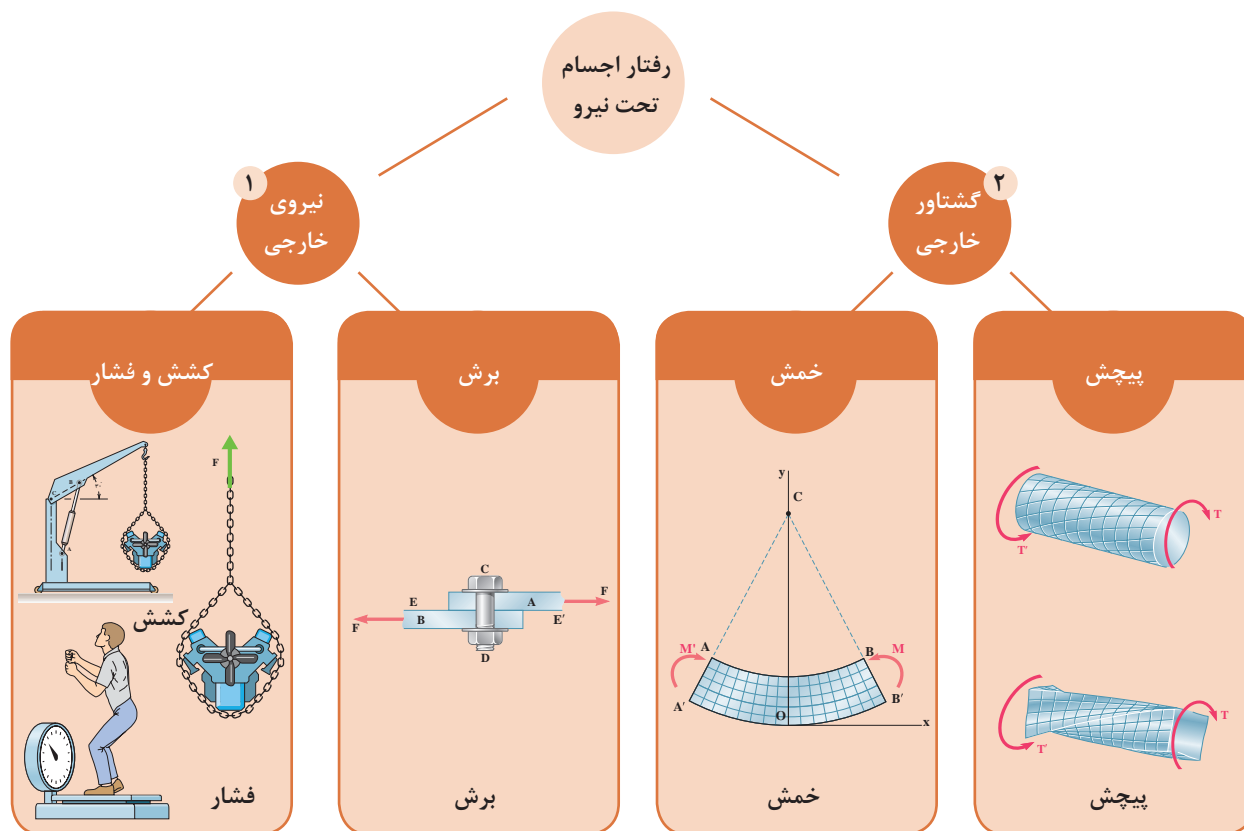 رفتار اجسام
تحت نیرو
۱
نیروی
خارجی
۲
گشتاور
خارجی
کشش و فشار
F
B
C
A
کشش
فشار
برش
C
E
A
F
F
B
E′
D
برش
خمش
y
C
M'
A
B
M
A′
O
B′
x
خمش
پیچش
T
T′
T
T′
پیچش